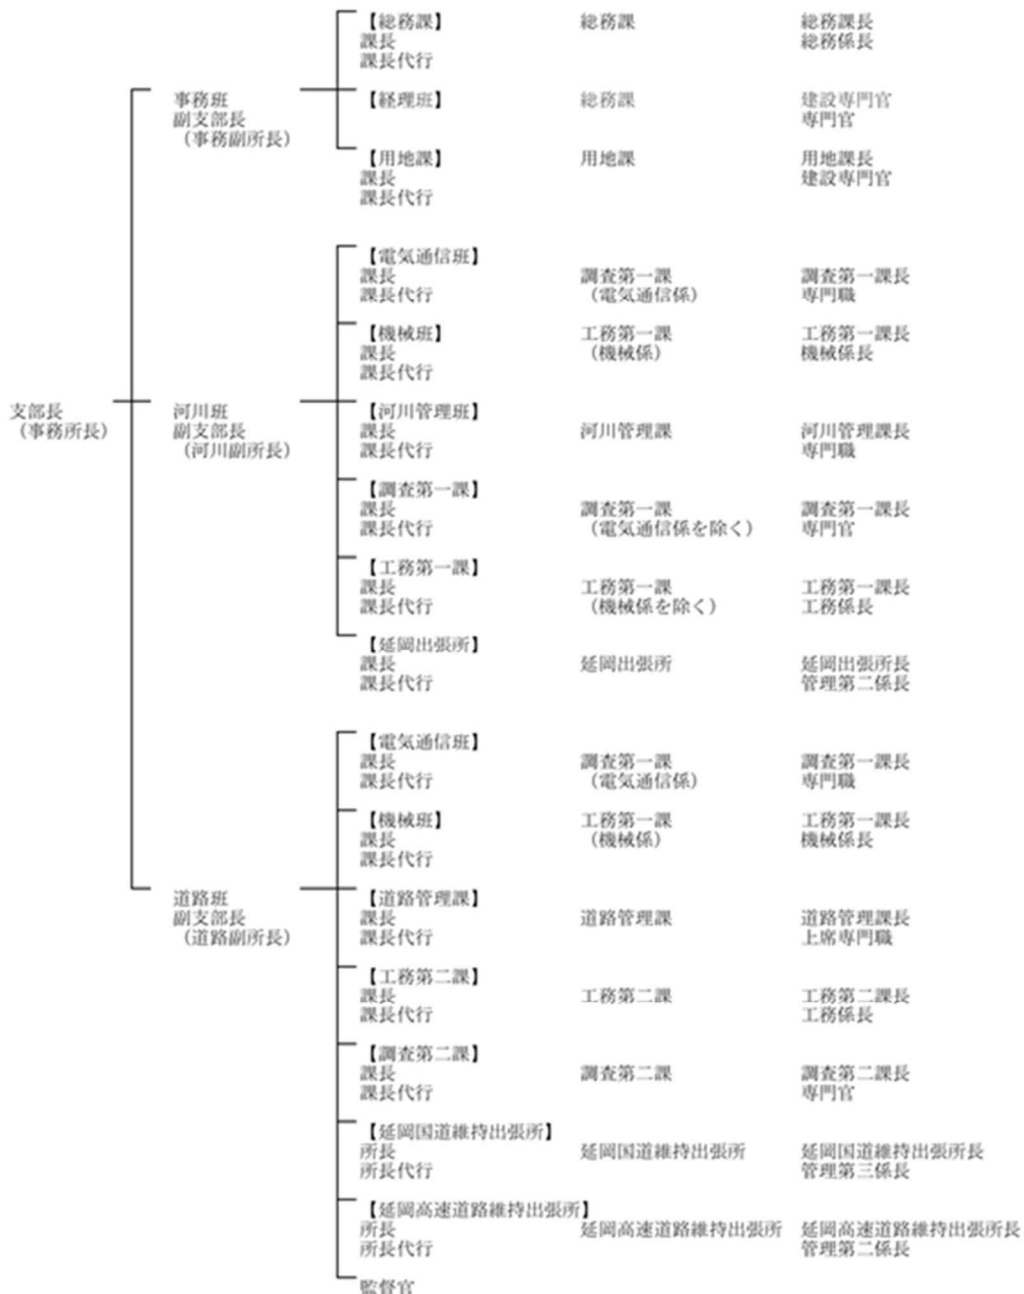 【総務課】 総務課 総務課長
課長 総務係長
課長代行
事務班 【経理班】 総務課 建設専門官
副支部長 専門官
（事務副所長）
【用地課】 用地課 用地課長
課長 建設専門官
課長代行
【電気通信班】
課長 調査第一課 調査第一課長
課長代行 （電気通信係） 専門職
【機械班】 工務第一課 工務第一課長
課長 （機械係） 機械係長
課長代行
支部長 河川班 【河川管理班】
（事務所長） 副支部長 課長 河川管理課 河川管理課長
（河川副所長） 課長代行 専門職
【調査第一課】
課長 調査第一課 調査第一課長
課長代行 （電気通信係を除く） 専門官
【工務第一課】
課長 工務第一課 工務第一課長
課長代行 （機械係を除く） 工務係長
【延岡出張所】
課長 延岡出張所 延岡出張所長
課長代行 管理第二係長
【電気通信班】
課長 調査第一課 調査第一課長
課長代行 （電気通信係） 専門職
【機械班】 工務第一課 工務第一課長
課長 （機械係） 機械係長
課長代行
道路班 【道路管理課】
副支部長 課長 道路管理課 道路管理課長
（道路副所長） 課長代行 上席専門職
【工務第二課】
課長 工務第二課 工務第二課長
課長代行 工務係長
【調査第二課】
課長 調査第二課 調査第二課長
課長代行 専門官
【延岡国道維持出張所】
所長 延岡国道維持出張所 延岡国道維持出張所長
所長代行 管理第三係長
【延岡高速道路維持出張所】
所長 延岡高速道路維持出張所 延岡高速道路維持出張所長
所長代行 管理第二係長
監督官